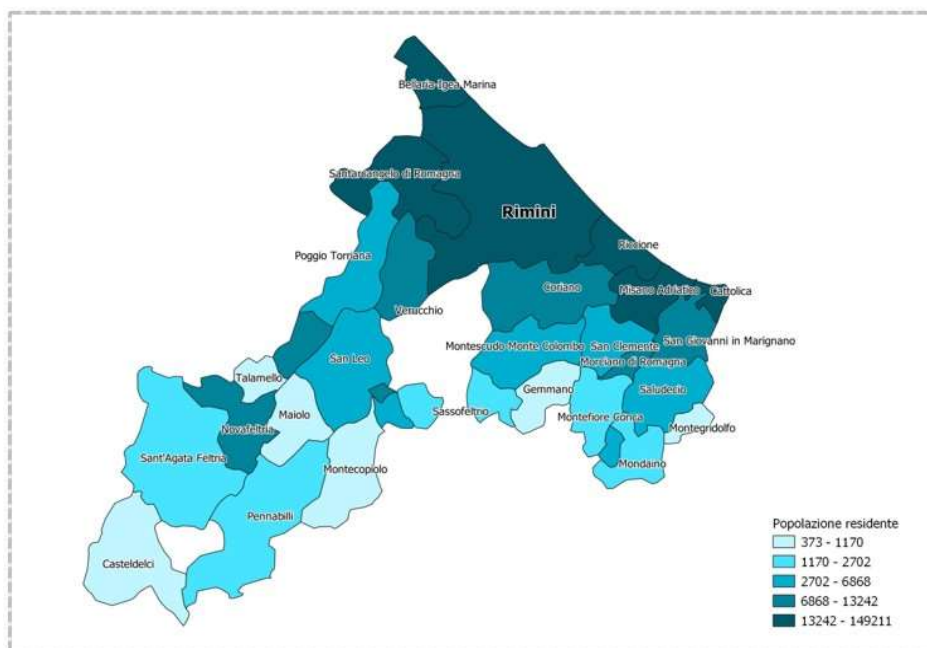 Bellaria-Igea Marina
Santarcangelo di Romagna
Rimini
Riccione
Poggio Torriana
Coriano
Misano Adriatico
Cattolica
Verucchio
San Giovanni in Marignano
Montescudo Monte Colombo
San Clemente
San Leo
Morciano di Romagna
Talamello
Gemmano
Saludecio
Maiolo
Sassofeltrio
Montefiore Conca
Montegridolfo
Novafeltria
Sant'Agata Feltria
Montecopiolo
Mondaino
Pennabilli
Casteldelci
Popolazione residente
373 - 1170
1170 - 2702
2702 - 6868
6868 - 13242
13242 - 149211